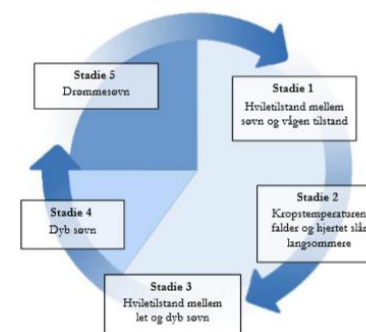 Stadie 1
Hviletilstand mellem
søvn og vågen tilstand
Stadie 2
Kropstemperaturen
falder og hjertet slår
langsommere
Stadie 3
Hviletilstand mellem
let og dyb søvn
Stadie 4
Dyb søvn
Stadie 5
Drømmesøvn